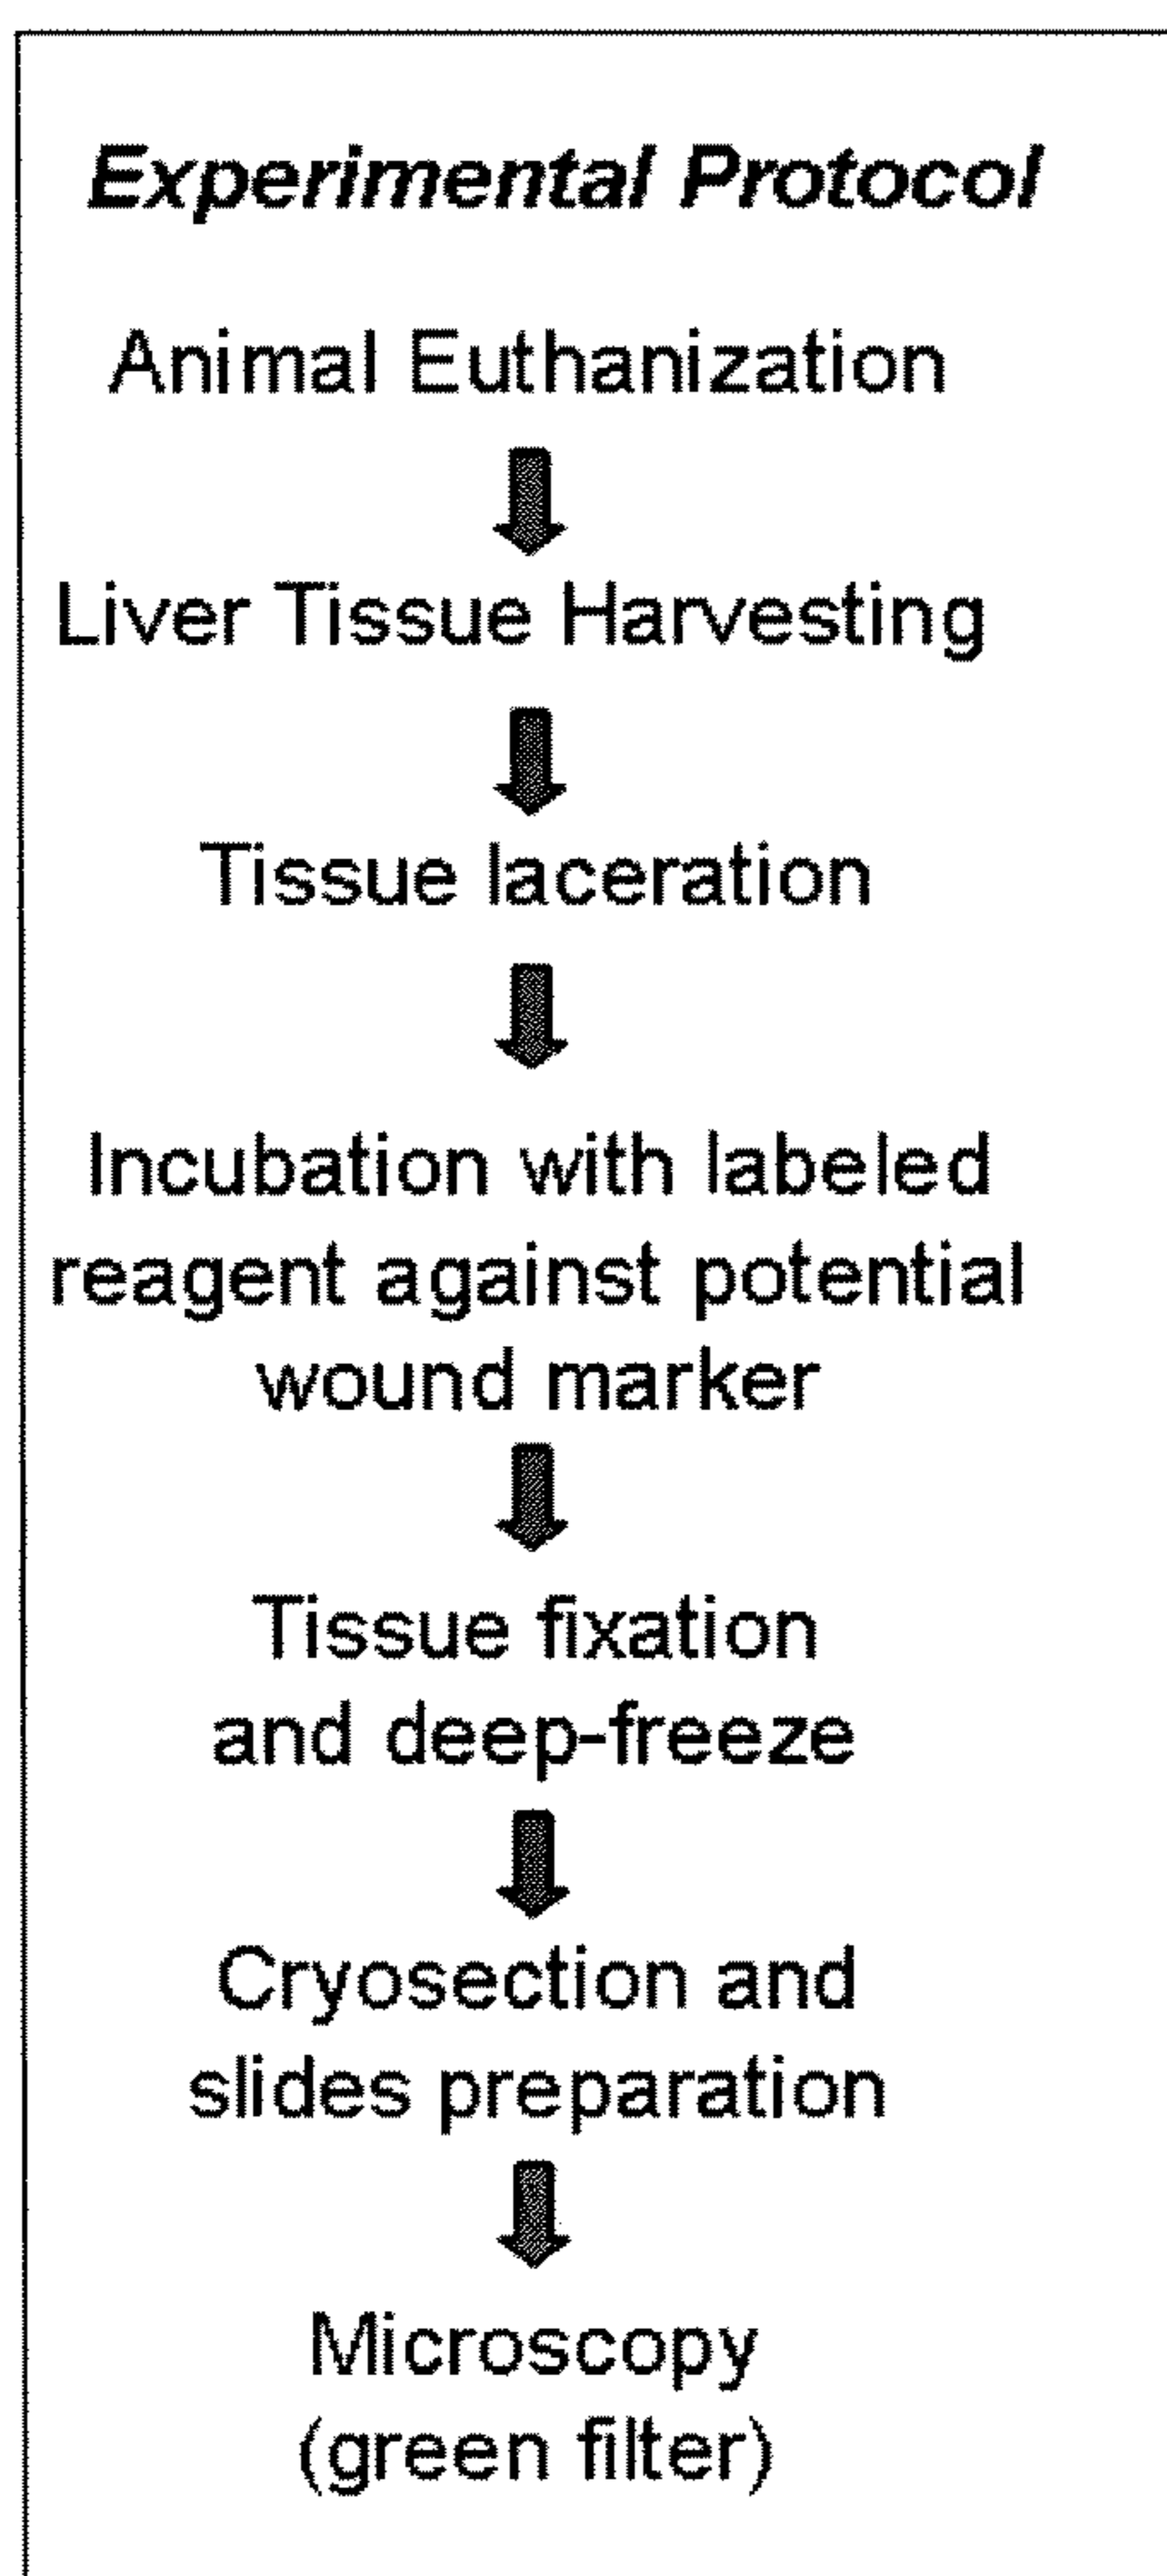 Experimental Protocol
Animal Euthanization
Liver Tissue Harvesting
Tissue laceration
Incubation with labeled
reagent against potential
wound marker
Tissue fixation
and deep-freeze
Cryosection and
slides preparation
Microscopy
(green filter)